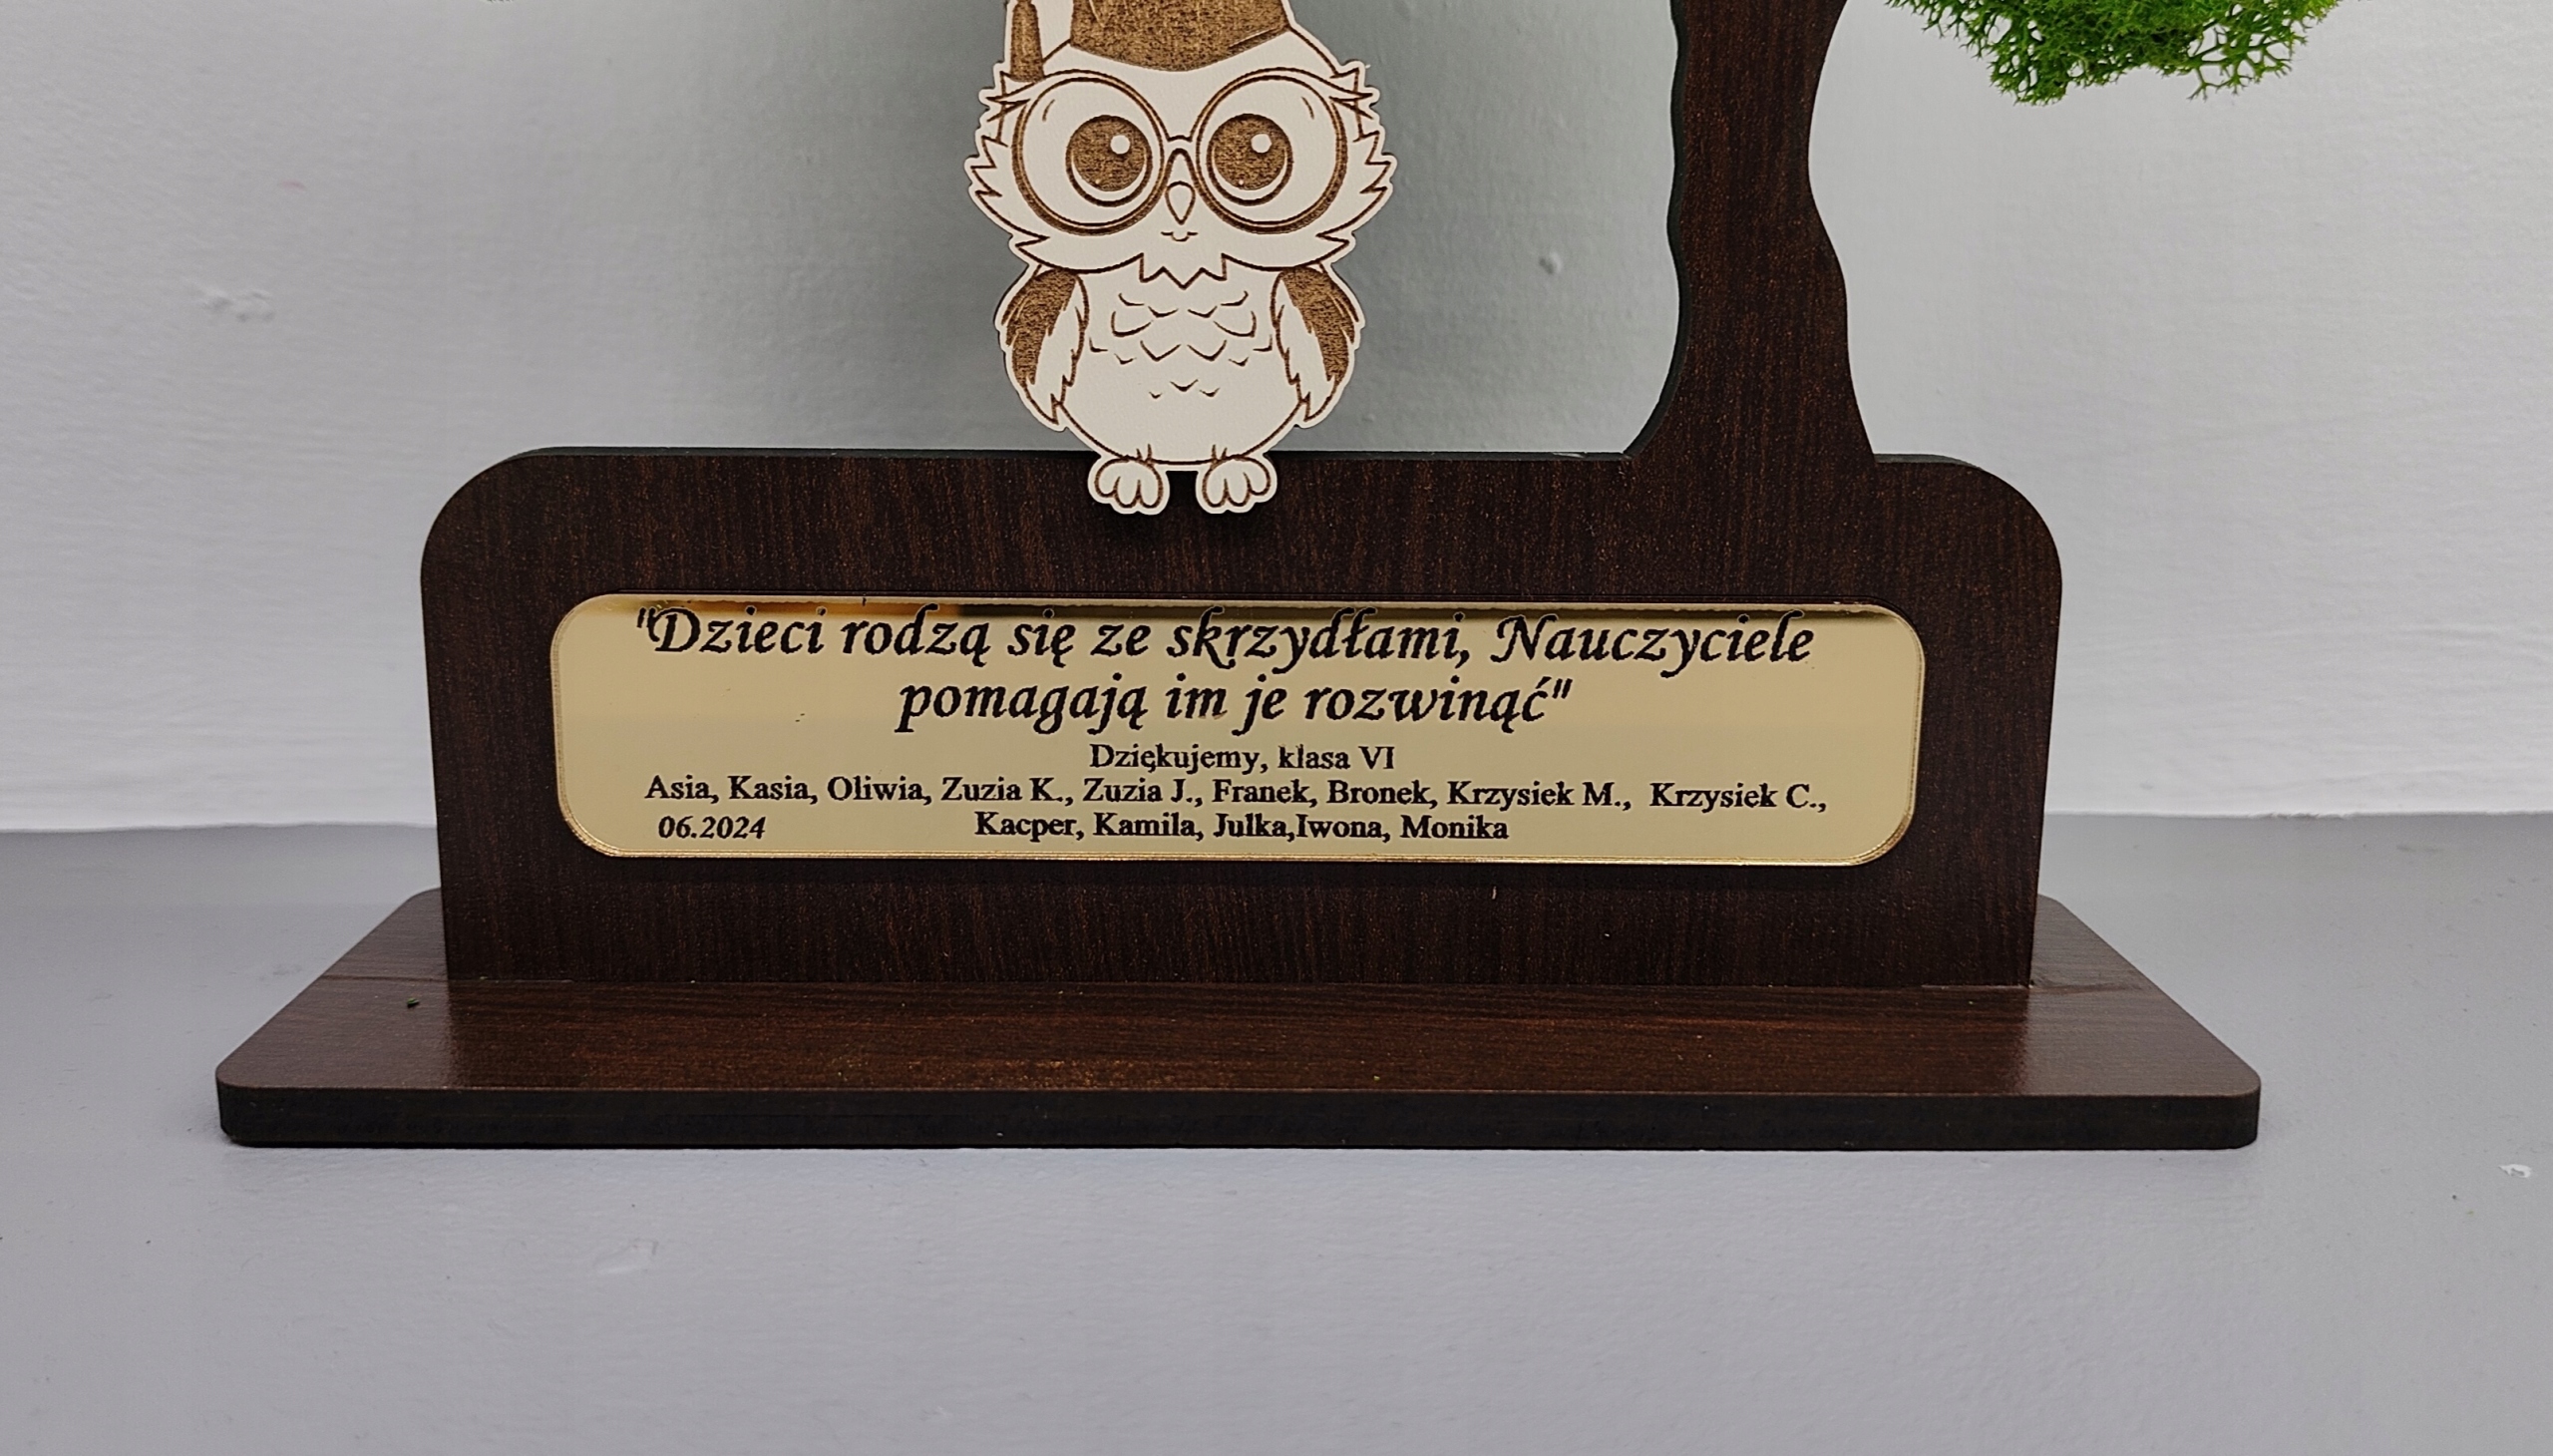 "Dzieci rodzą się ze skrzydłami, Nauczyciele
pomagają im je rozwinąć"
Dziękujemy, klasa VI
Asia, Kasia, Oliwia, Zuzia K., Zuzia J., Franek, Bronek, Krzysiek M., Krzysiek C.,
06.2024 Kacper, Kamila, Julka,Iwona, Monika